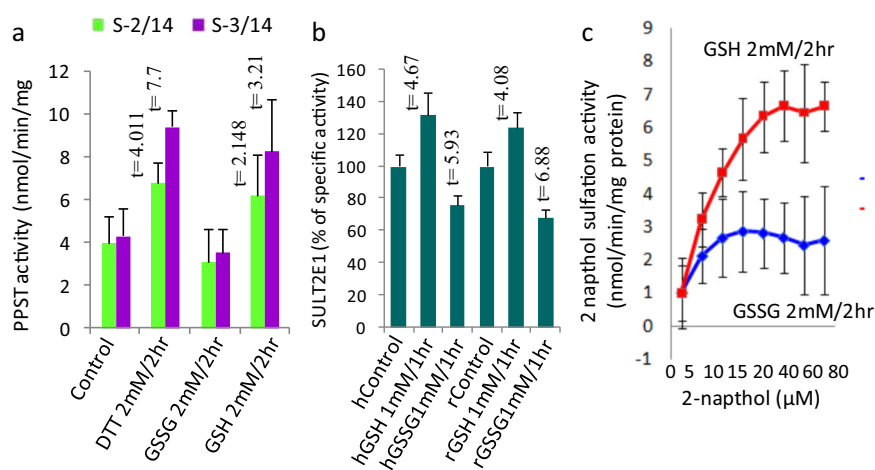 a
S-2/14
S-3/14
PPST activity (nmol/min/mg)
12
10
8
6
4
2
0
t= 4.011
t= 7.7
t= 2.148
t= 3.21
Control
DTT 2mM/2hr
GSSG 2mM/2hr
GSH 2mM/2hr
b
SULT2E1 (% of specific activity)
160
140
120
100
80
60
40
20
0
t= 4.67
t= 5.93
t= 4.08
t= 6.88
hControl
hGSH 1mM/1hr
hGSSG1mM/1hr
rControl
rGSH 1mM/1hr
rGSSG1mM/1hr
c
2 napthol sulfation activity
(nmol/min/mg protein)
9
8
7
6
5
4
3
2
1
0
-1
GSH 2mM/2hr
GSSG 2mM/2hr
0 5 10 15 20 40 60 80
2-napthol (µM)